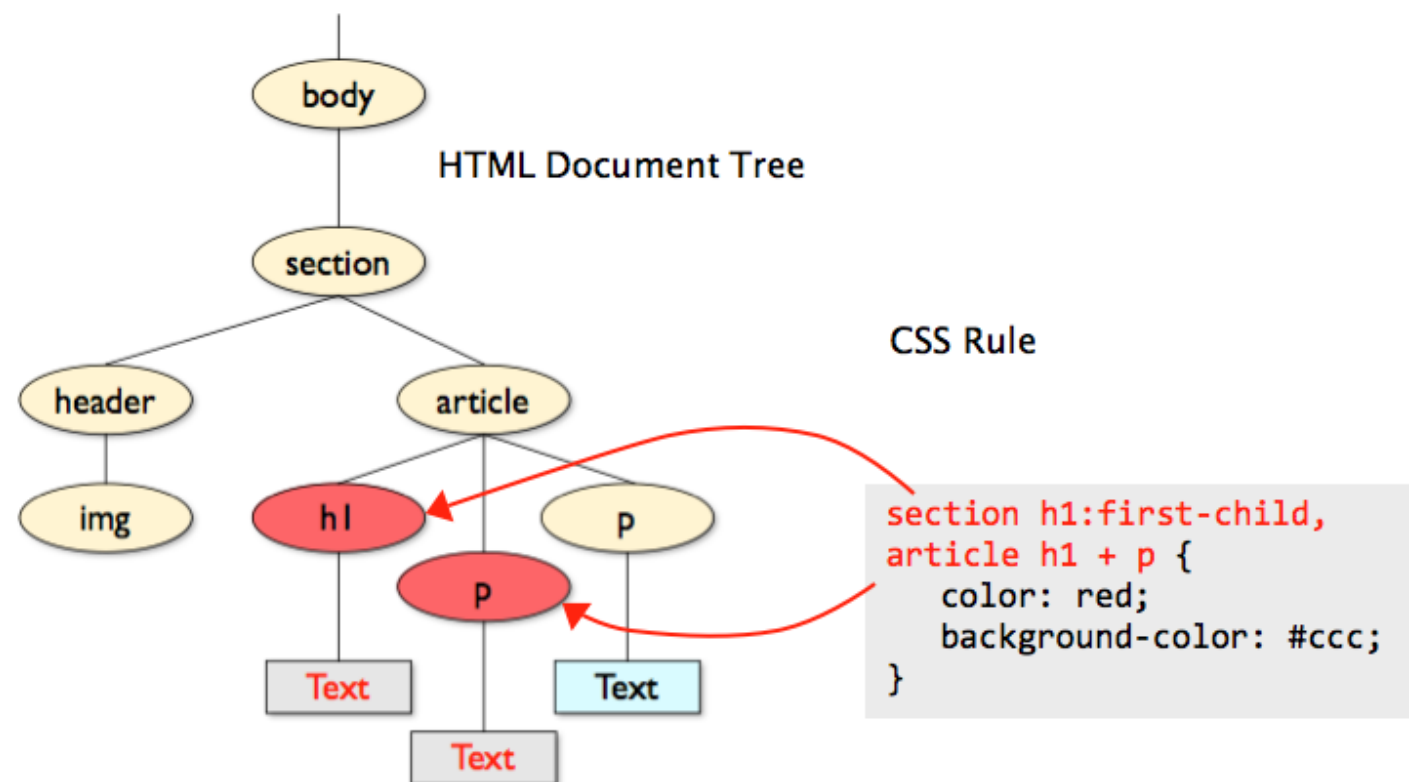 body
HTML Document Tree
section
CSS Rule
header
article
img
h1
p
p
section h1:first-child,
article h1 + p {
color: red;
background-color: #ccc;
}
Text
Text
Text